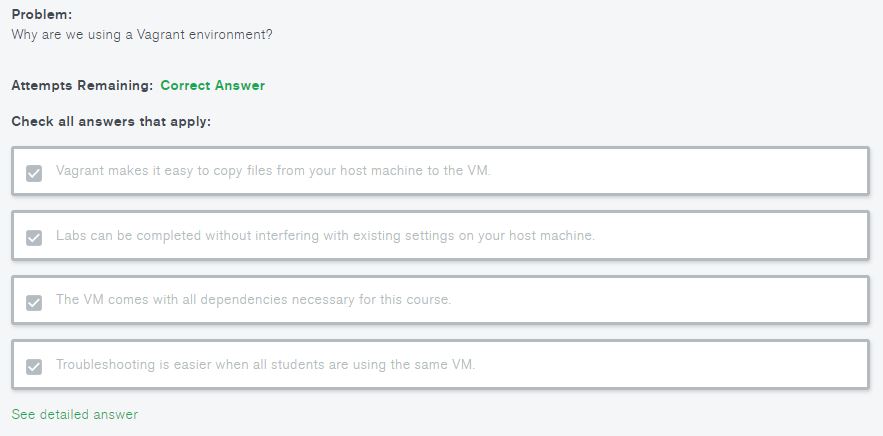 Problem:
Why are we using a Vagrant environment?
Attempts Remaining: Correct Answer
Check all answers that apply:
Vagrant makes it easy to copy files from your host machine to the VM.
Labs can be completed without interfering with existing settings on your host machine.
The VM comes with all dependencies necessary for this course.
Troubleshooting is easier when all students are using the same VM.
See detailed answer